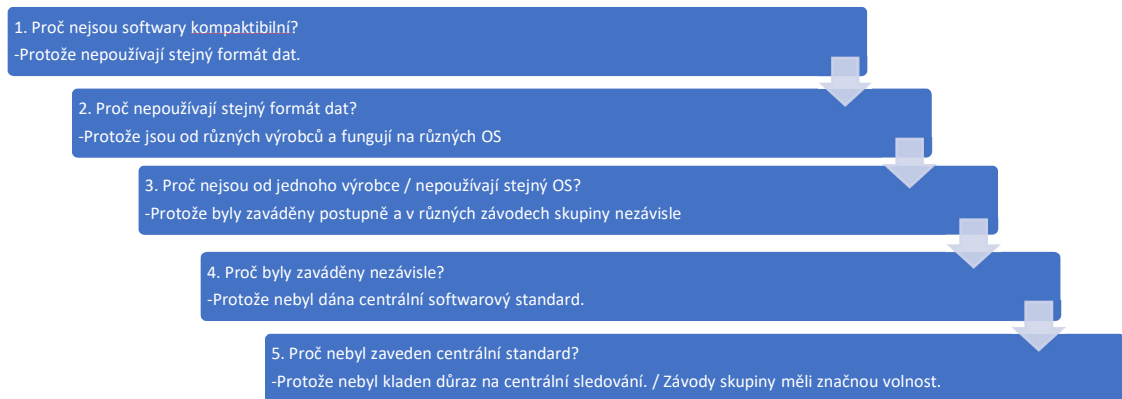 1. Proč nejsou softwary kompaktibilní?
-Protože nepoužívají stejný formát dat.
2. Proč nepoužívají stejný formát dat?
-Protože jsou od různých výrobců a fungují na různých OS
3. Proč nejsou od jednoho výrobce / nepoužívají stejný OS?
-Protože byly zaváděny postupně a v různých závodech skupiny nezávisle
4. Proč byly zaváděny nezávisle?
-Protože nebyl dána centrální softwarový standard.
5. Proč nebyl zaveden centrální standard?
-Protože nebyl kladen důraz na centrální sledování. / Závody skupiny měli značnou volnost.